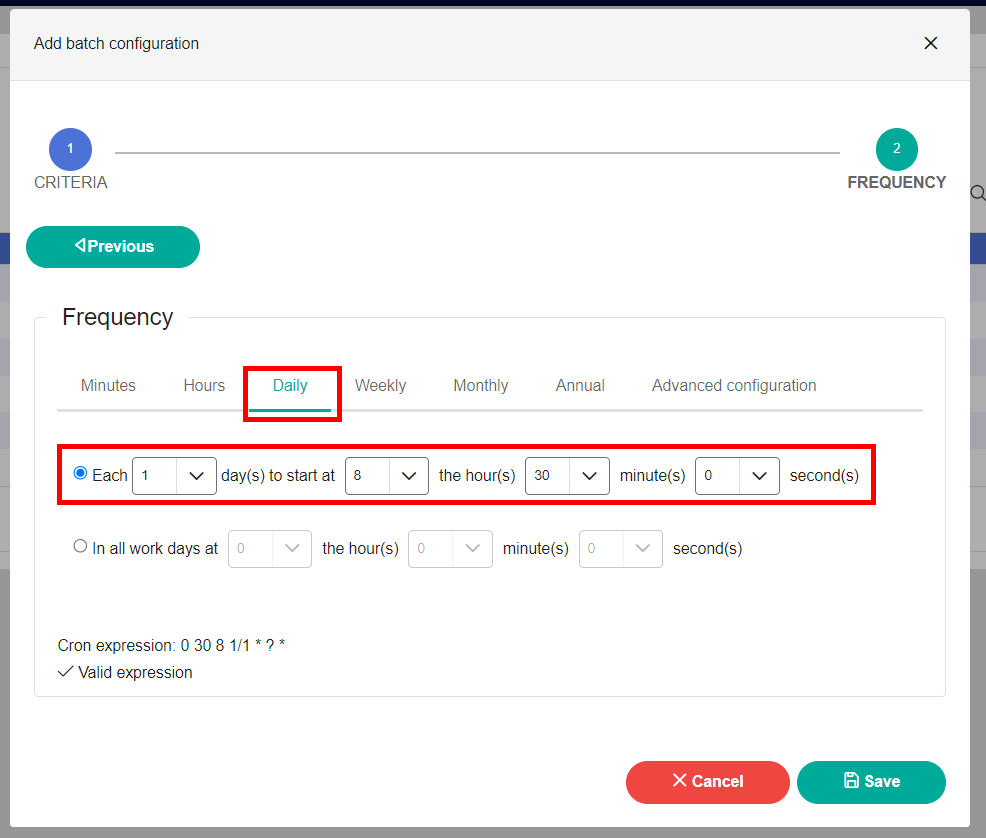 Add batch configuration
1
2
CRITERIA
FREQUENCY
Previous
Frequency
Minutes Hours Daily Weekly Monthly Annual Advanced configuration
Each 1 day(s) to start at 8 the hour(s) 30 minute(s) 0 second(s)
In all work days at 0 the hour(s) 0 minute(s) 0 second(s)
Cron expression: 0 30 8 1/1 * ? *
Valid expression
Cancel Save